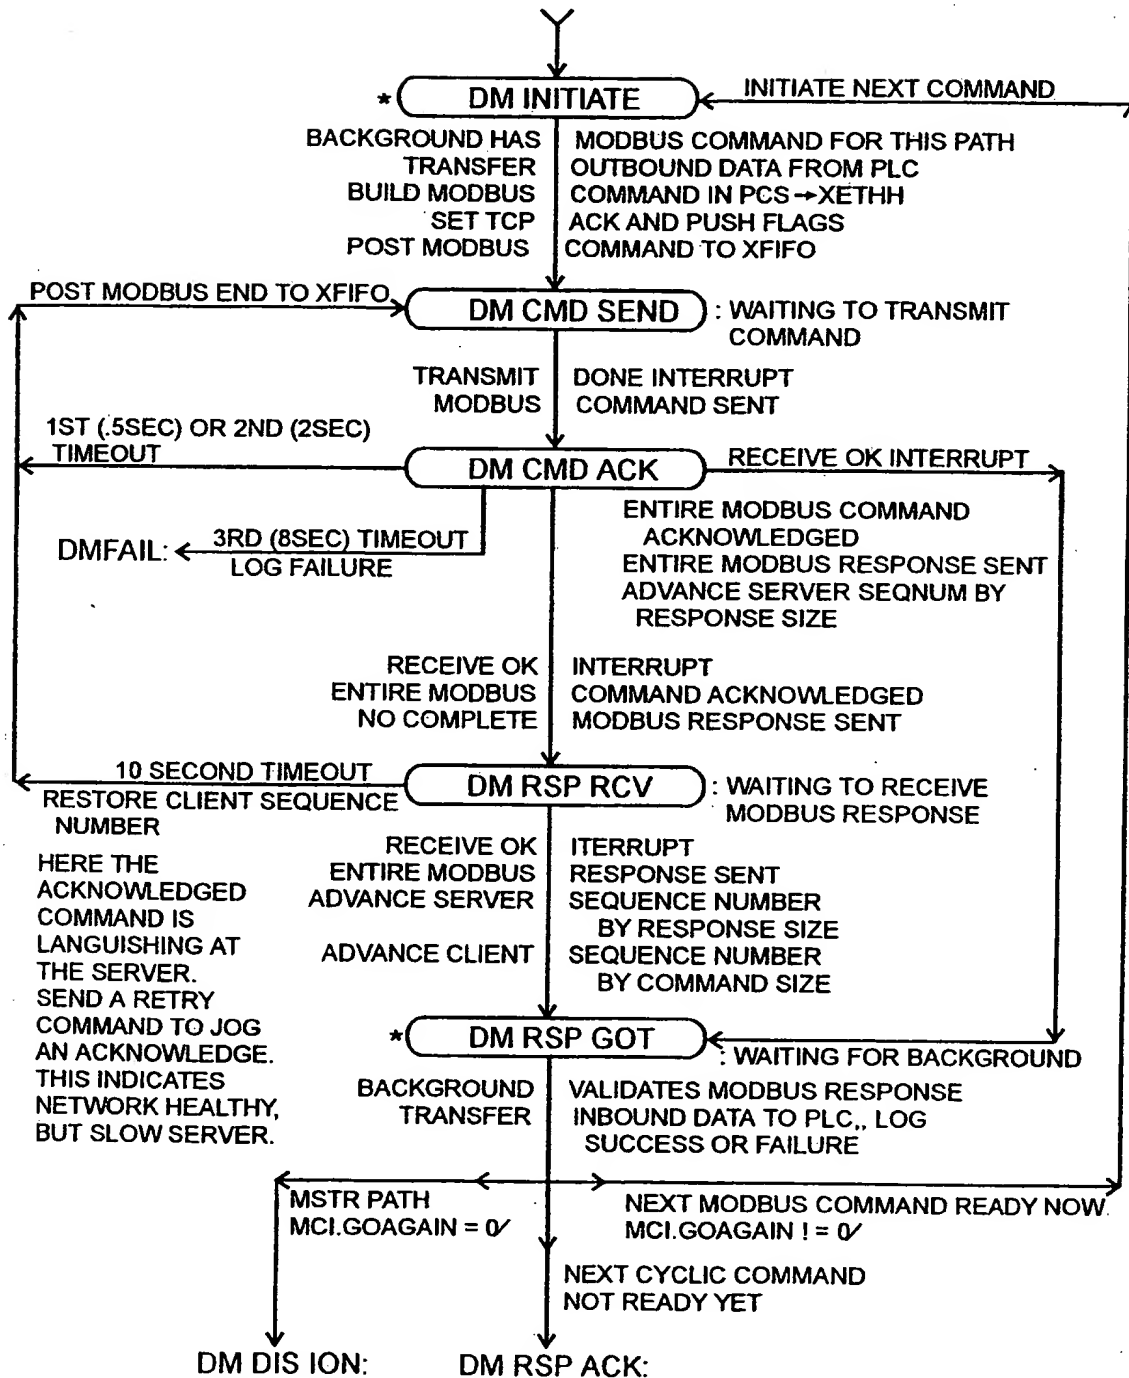 * DM INITIATE
INITIATE NEXT COMMAND
BACKGROUND HAS MODBUS COMMAND FOR THIS PATH
TRANSFER OUTBOUND DATA FROM PLC
BUILD MODBUS COMMAND IN PCS→XETHH
SET TCP ACK AND PUSH FLAGS
POST MODBUS COMMAND TO XFIFO
POST MODBUS END TO XFIFO
DM CMD SEND : WAITING TO TRANSMIT
COMMAND
TRANSMIT DONE INTERRUPT
MODBUS COMMAND SENT
1ST (.5SEC) OR 2ND (2SEC)
TIMEOUT
DM CMD ACK
RECEIVE OK INTERRUPT
ENTIRE MODBUS COMMAND
ACKNOWLEDGED
ENTIRE MODBUS RESPONSE SENT
ADVANCE SERVER SEQNUM BY
RESPONSE SIZE
DMFAIL: 3RD (8SEC) TIMEOUT
LOG FAILURE
RECEIVE OK INTERRUPT
ENTIRE MODBUS COMMAND ACKNOWLEDGED
NO COMPLETE MODBUS RESPONSE SENT
10 SECOND TIMEOUT
RESTORE CLIENT SEQUENCE
NUMBER
DM RSP RCV : WAITING TO RECEIVE
MODBUS RESPONSE
HERE THE
ACKNOWLEDGED
COMMAND IS
LANGUISHING AT
THE SERVER.
SEND A RETRY
COMMAND TO JOG
AN ACKNOWLEDGE.
THIS INDICATES
NETWORK HEALTHY,
BUT SLOW SERVER.
RECEIVE OK ITERRUPT
ENTIRE MODBUS RESPONSE SENT
ADVANCE SERVER SEQUENCE NUMBER
BY RESPONSE SIZE
ADVANCE CLIENT SEQUENCE NUMBER
BY COMMAND SIZE
* DM RSP GOT
: WAITING FOR BACKGROUND
BACKGROUND VALIDATES MODBUS RESPONSE
TRANSFER INBOUND DATA TO PLC,, LOG
SUCCESS OR FAILURE
MSTR PATH
MCI.GOAGAIN = 0/
NEXT MODBUS COMMAND READY NOW.
MCI.GOAGAIN ! = 0/
NEXT CYCLIC COMMAND
NOT READY YET
DM DIS ION:
DM RSP ACK: